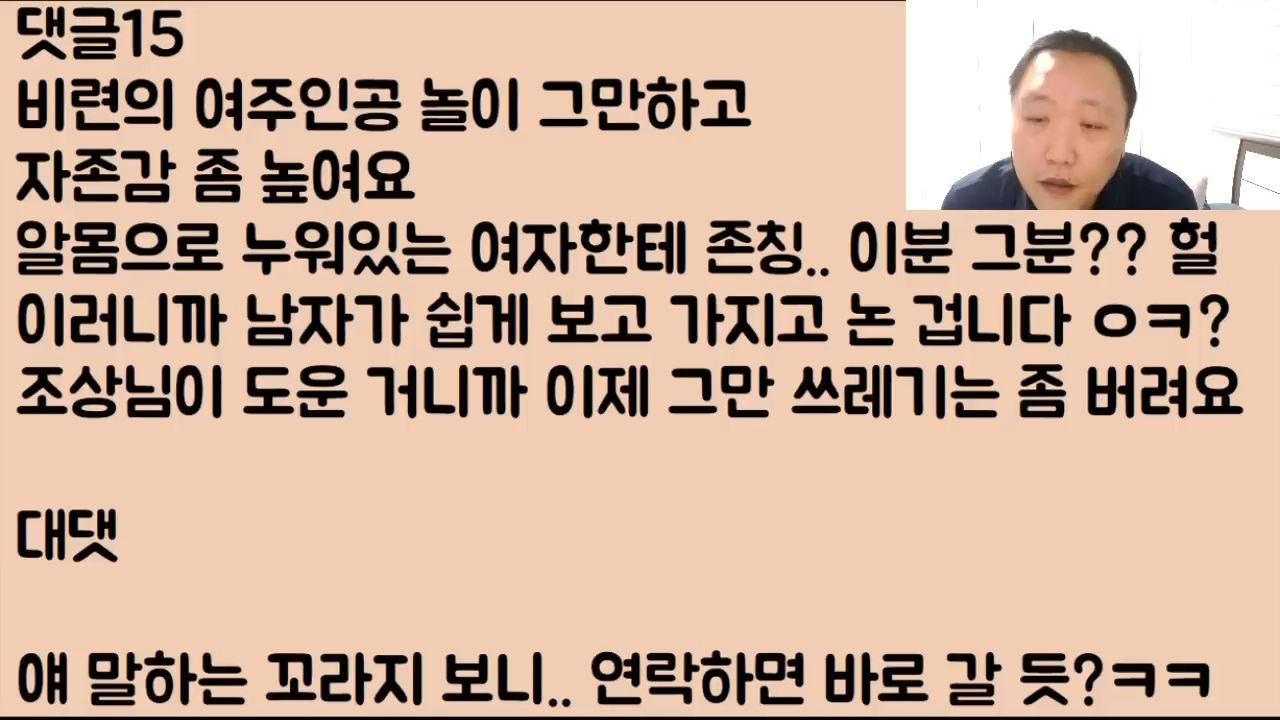 댓글15
비련의 여주인공 놀이 그만하고
자존감 좀 높여요
알몸으로 누워있는 여자한테 존칭.. 이분 그분?? 헐
이러니까 남자가 쉽게 보고 가지고 논 겁니다 ㅇㅋ?
조상님이 도운 거니까 이제 그만 쓰레기는 좀 버려요
대댓
얘 말하는 꼬라지 보니.. 연락하면 바로 갈 듯?ㅋㅋ